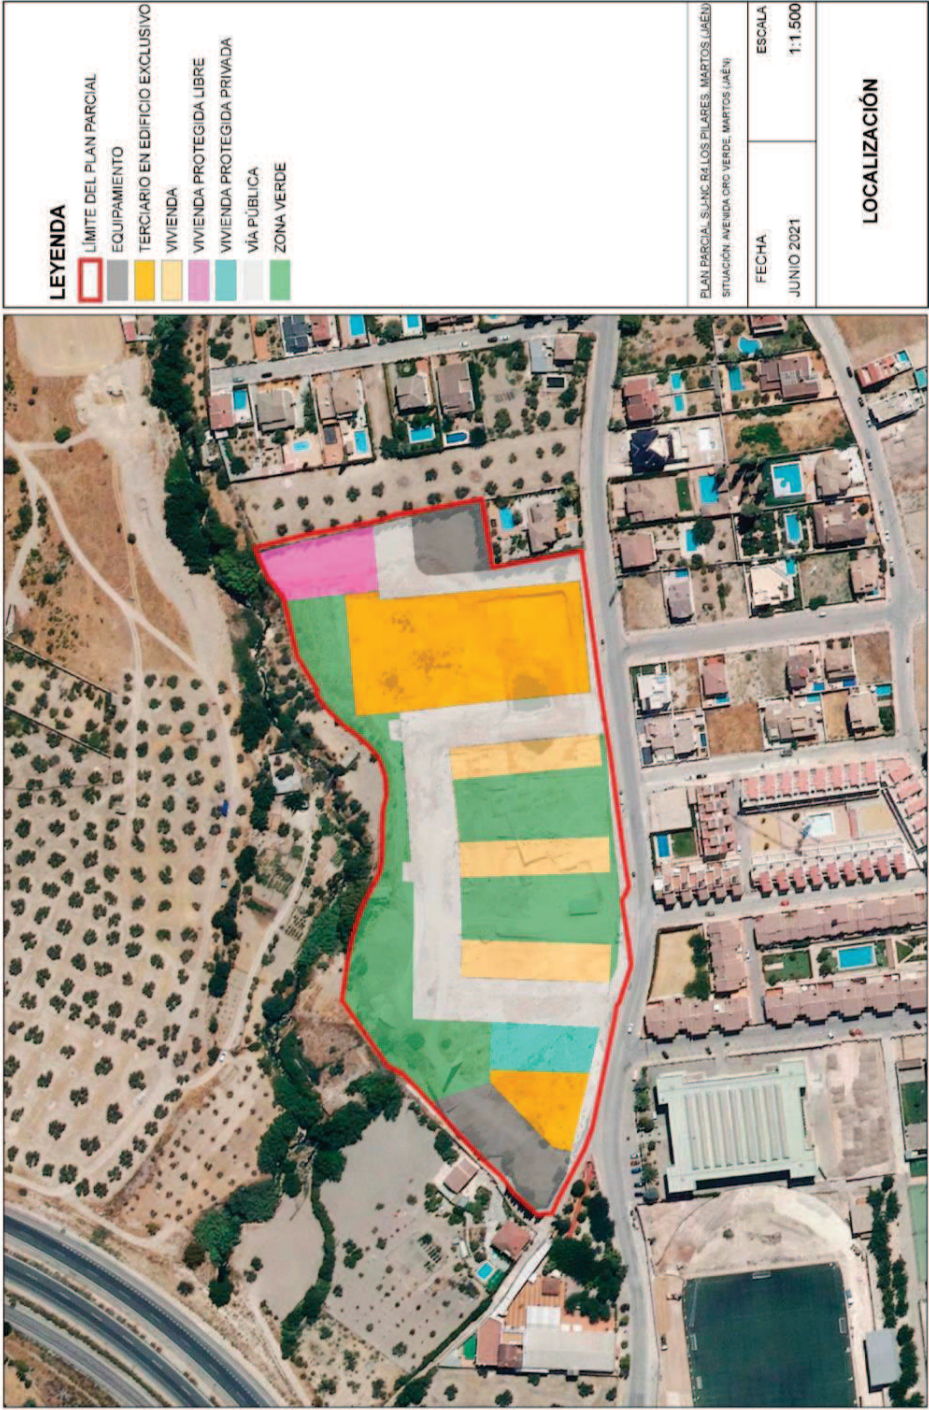 LEYENDA
LÍMITE DEL PLAN PARCIAL
EQUIPAMIENTO
TERCIARIO EN EDIFICIO EXCLUSIVO
VIVIENDA
VIVIENDA PROTEGIDA LIBRE
VIVIENDA PROTEGIDA PRIVADA
VÍA PÚBLICA
ZONA VERDE
PLAN PARCIAL SU-NC R4 LOS PILARES. MARTOS (JAÉN)
SITUACIÓN: AVENIDA ORO VERDE, MARTOS (JAÉN)
FECHA
ESCALA
JUNIO 2021
1:1.500
LOCALIZACIÓN